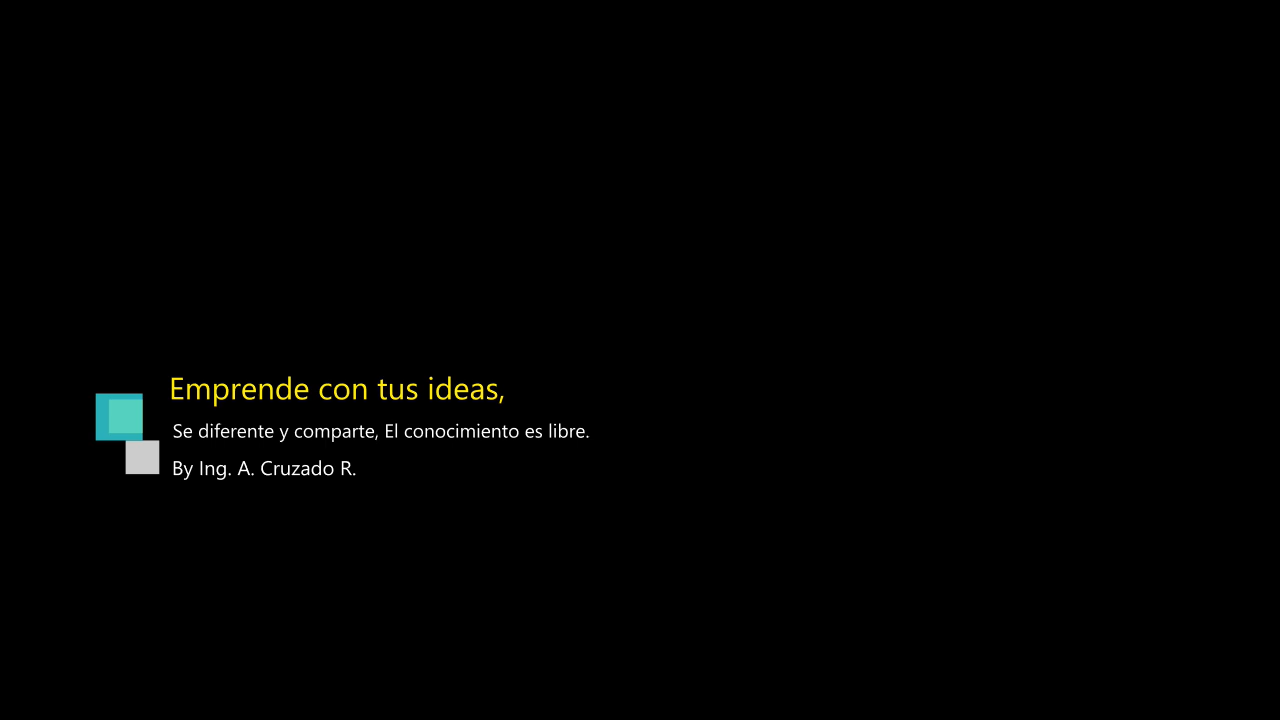 Emprende con tus ideas,
Se diferente y comparte, El conocimiento es libre.
By Ing. A. Cruzado R.